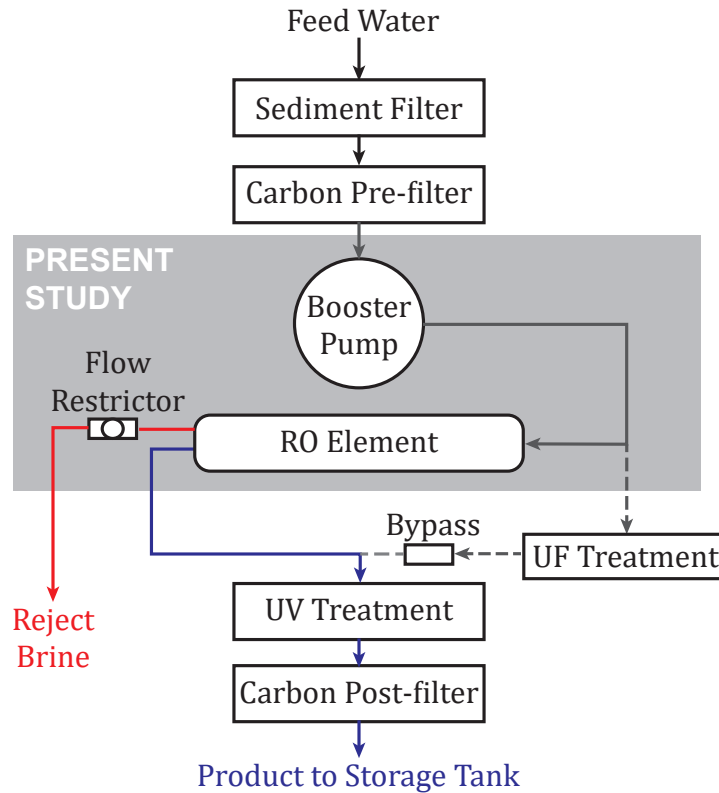 Feed Water
Sediment Filter
Carbon Pre-filter
PRESENT
STUDY
Booster
Pump
Flow
Restrictor
RO Element
Bypass
UF Treatment
UV Treatment
Reject
Brine
Carbon Post-filter
Product to Storage Tank